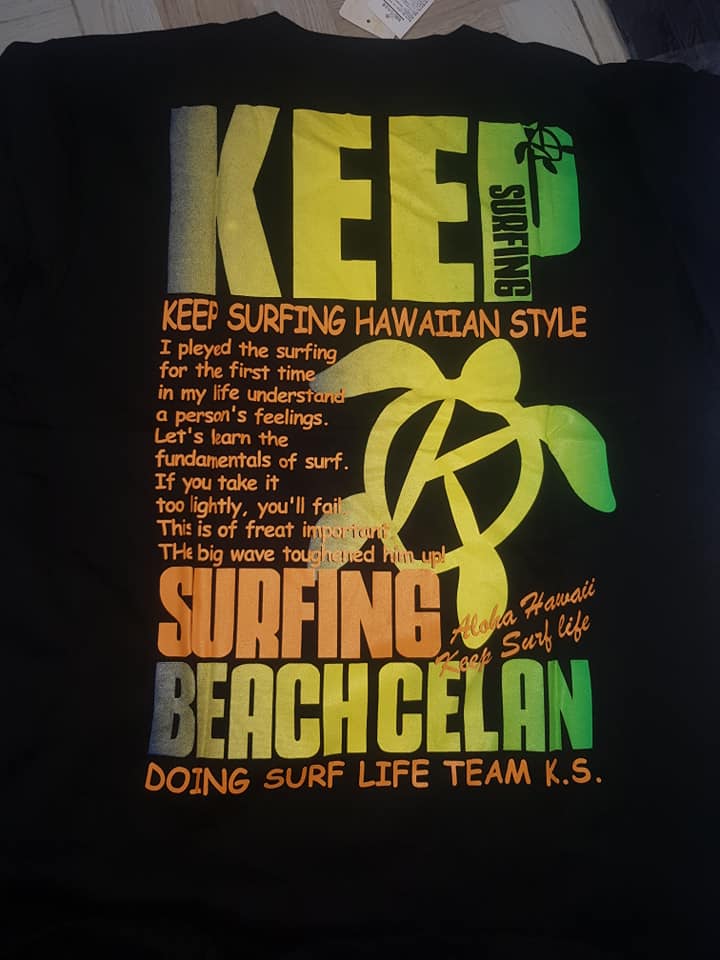 KEEP
SURFING
KEEP SURFING HAWAIIAN STYLE
I pleyed the surfing
for the first time
in my life understand
a person's feelings.
Let's learn the
fundamentals of surf.
If you take it
too lightly, you'll fail.
This is of freat important.
THe big wave toughened him up!
SURFING
Aloha Hawaii
Keep Surf life
BEACH CELAN
DOING SURF LIFE TEAM K.S.